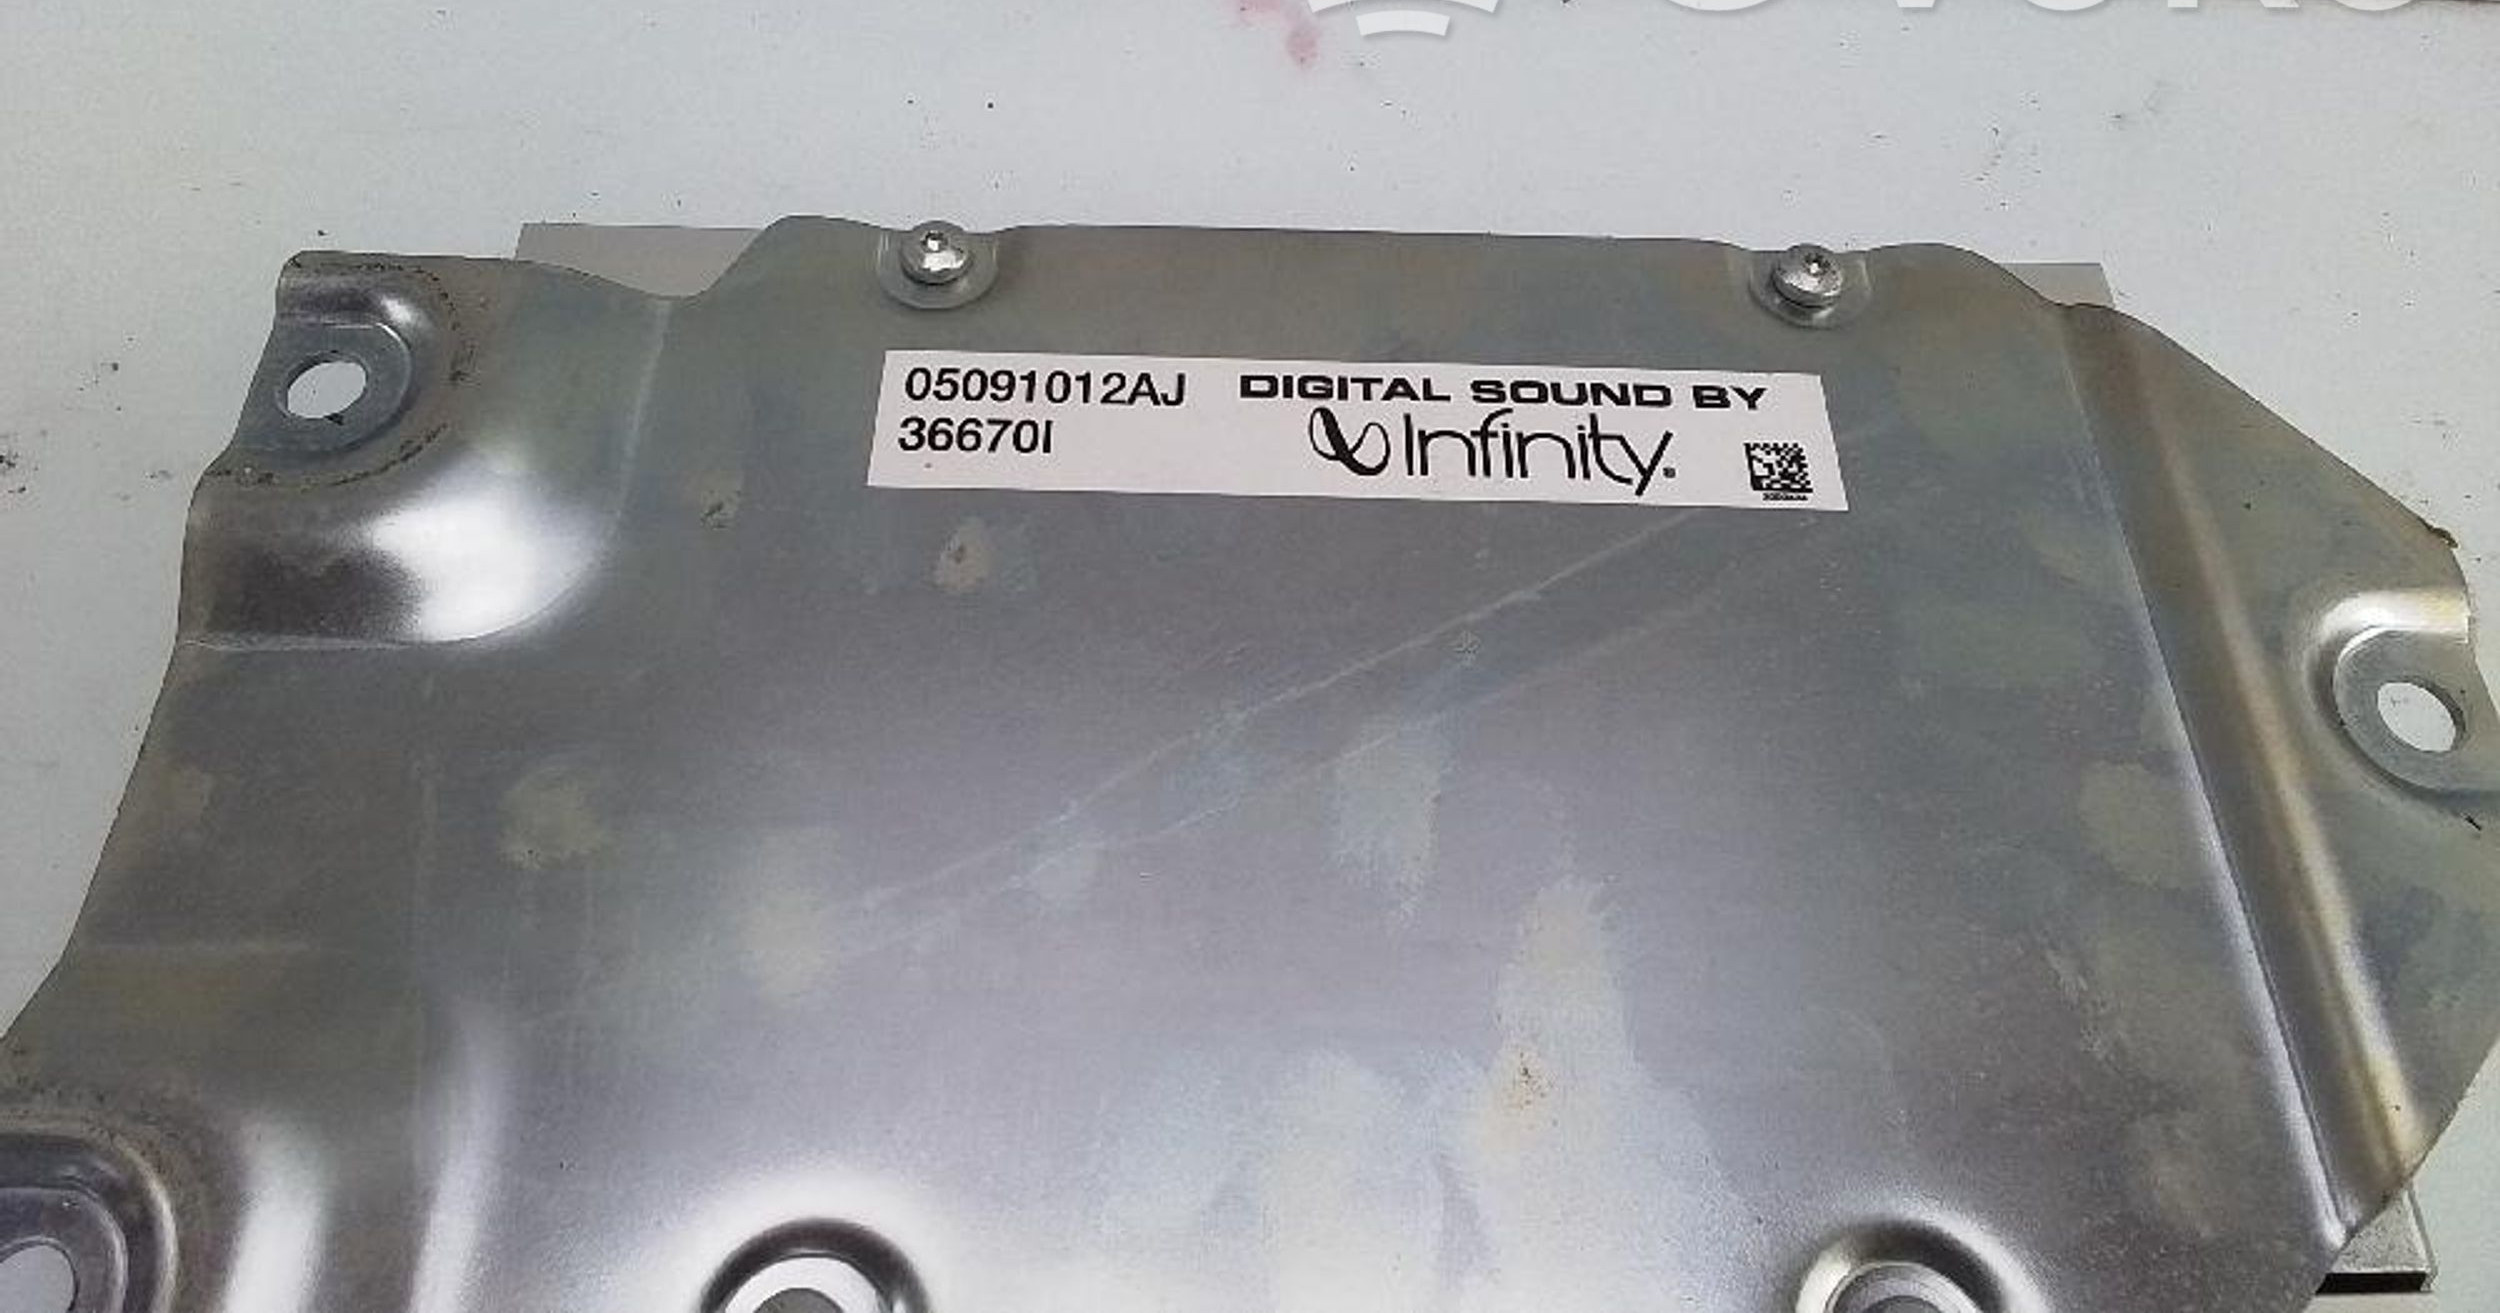 05091012AJ
36670I
DIGITAL SOUND BY
Infinity